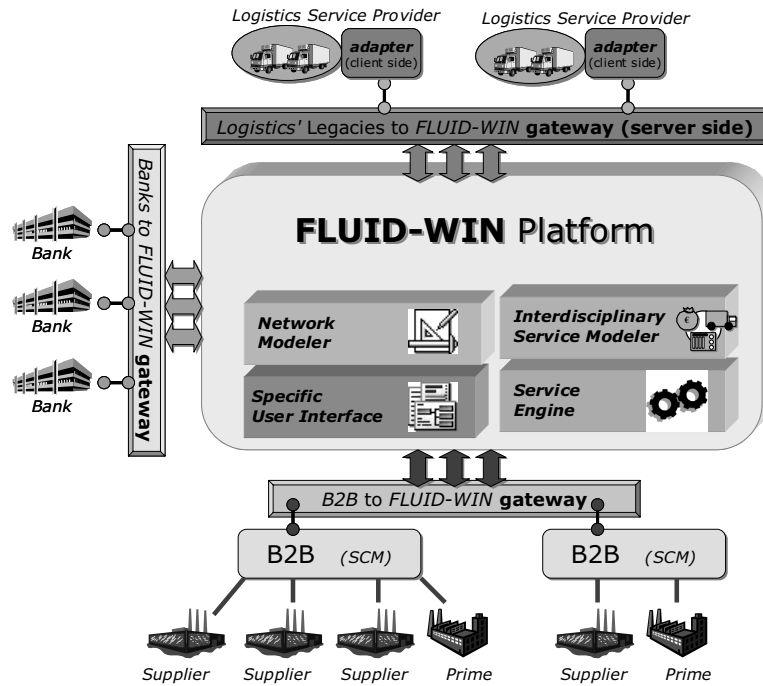 Logistics Service Provider
Logistics Service Provider
adapter
(client side)
adapter
(client side)
Logistics' Legacies to FLUID-WIN gateway (server side)
Banks to FLUID-WIN gateway
Bank
Bank
Bank
FLUID-WIN Platform
Network
Modeler
Interdisciplinary
Service Modeler
€
Specific
User Interface
Service
Engine
B2B to FLUID-WIN gateway
B2B (SCM)
B2B (SCM)
Supplier
Supplier
Supplier
Prime
Supplier
Prime